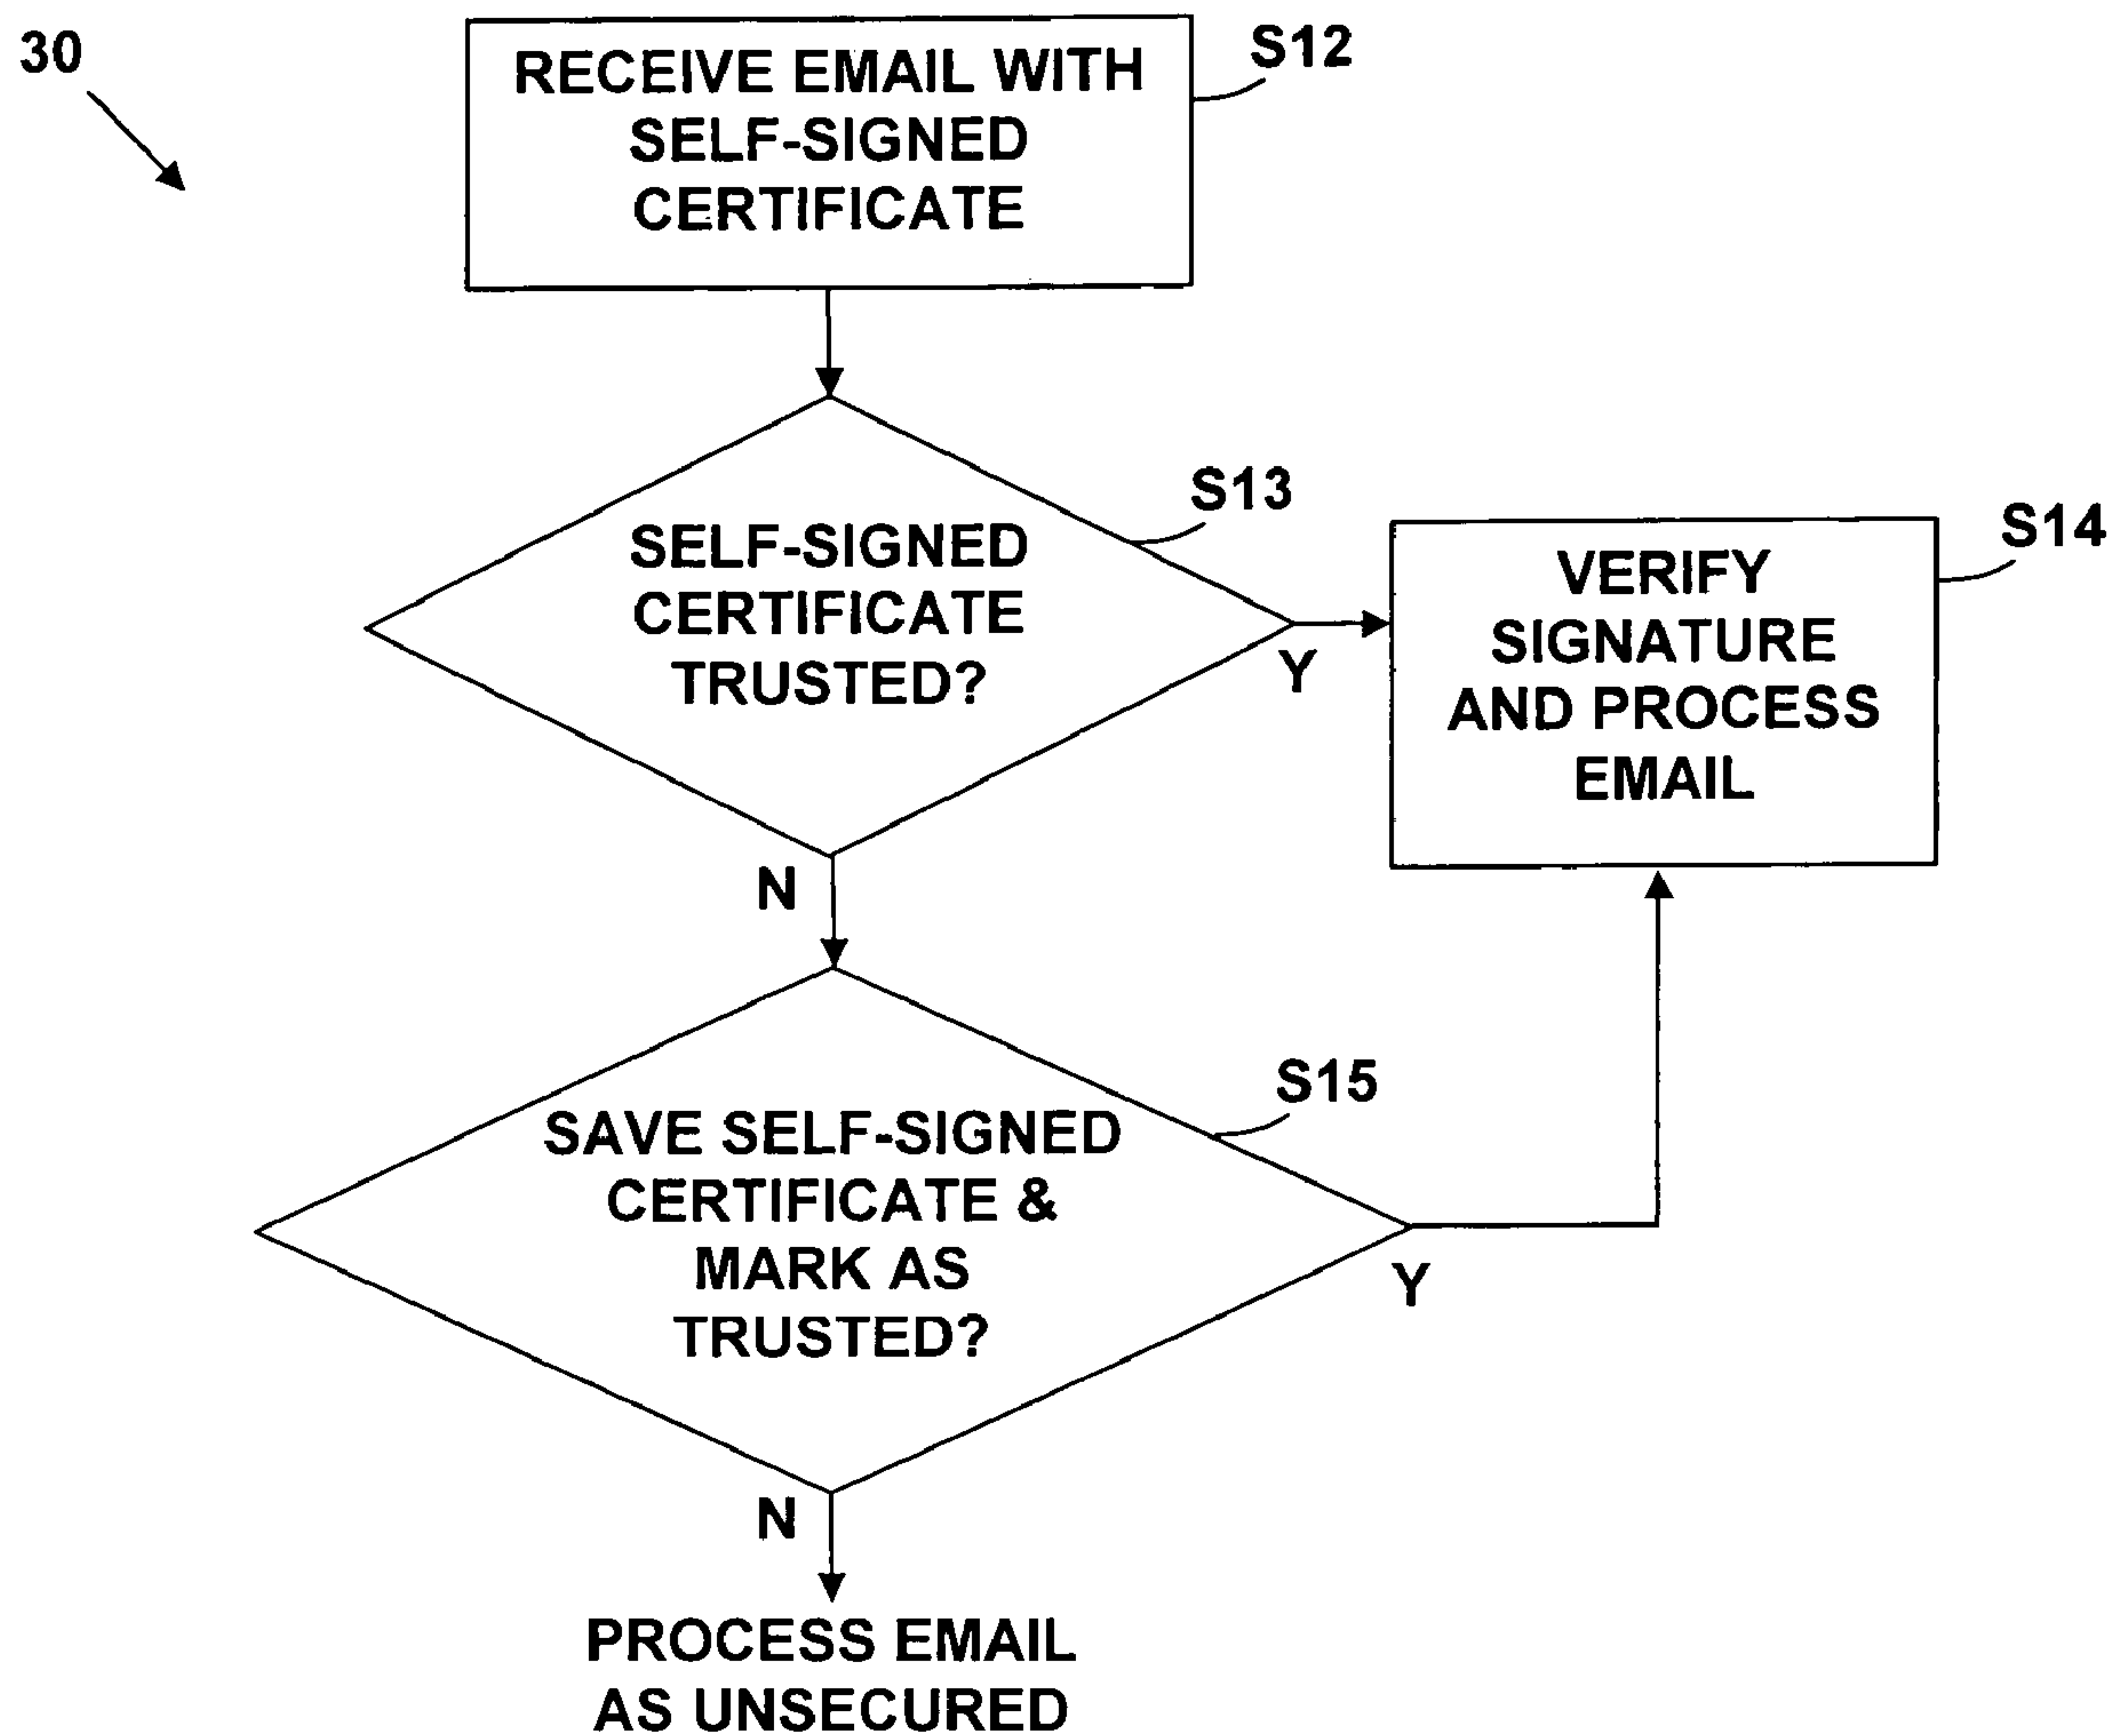 30
RECEIVE EMAIL WITH
SELF-SIGNED
CERTIFICATE
S12
SELF-SIGNED
CERTIFICATE
TRUSTED?
S13
Y
N
VERIFY
SIGNATURE
AND PROCESS
EMAIL
S14
SAVE SELF-SIGNED
CERTIFICATE &
MARK AS
TRUSTED?
S15
Y
N
PROCESS EMAIL
AS UNSECURED